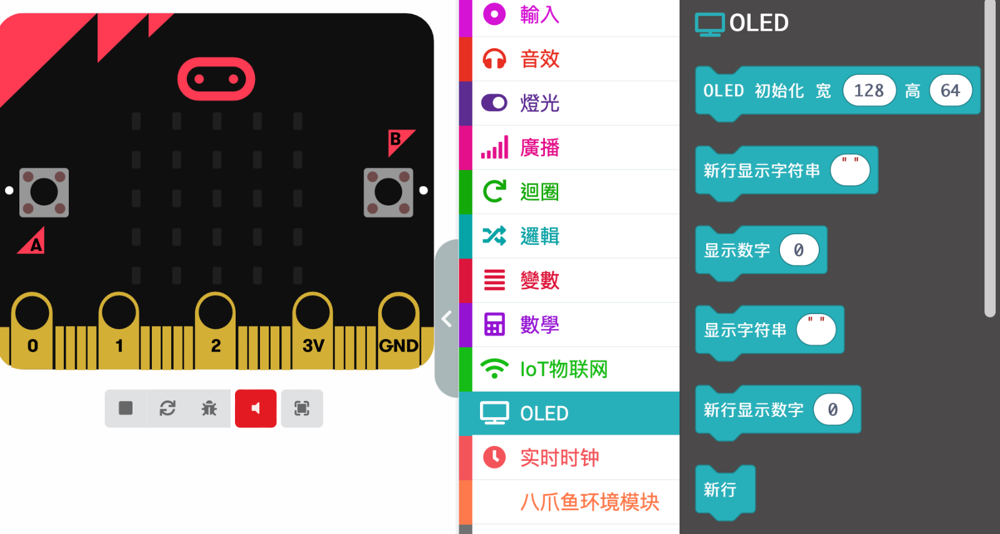 B
A
0
1
2
3V
GND
輸入
音效
燈光
廣播
迴圈
邏輯
變數
數學
IoT物联网
OLED
实时时钟
八爪鱼环境模块
OLED
OLED 初始化 宽 128 高 64
新行显示字符串 " "
显示数字 0
显示字符串 " "
新行显示数字 0
新行